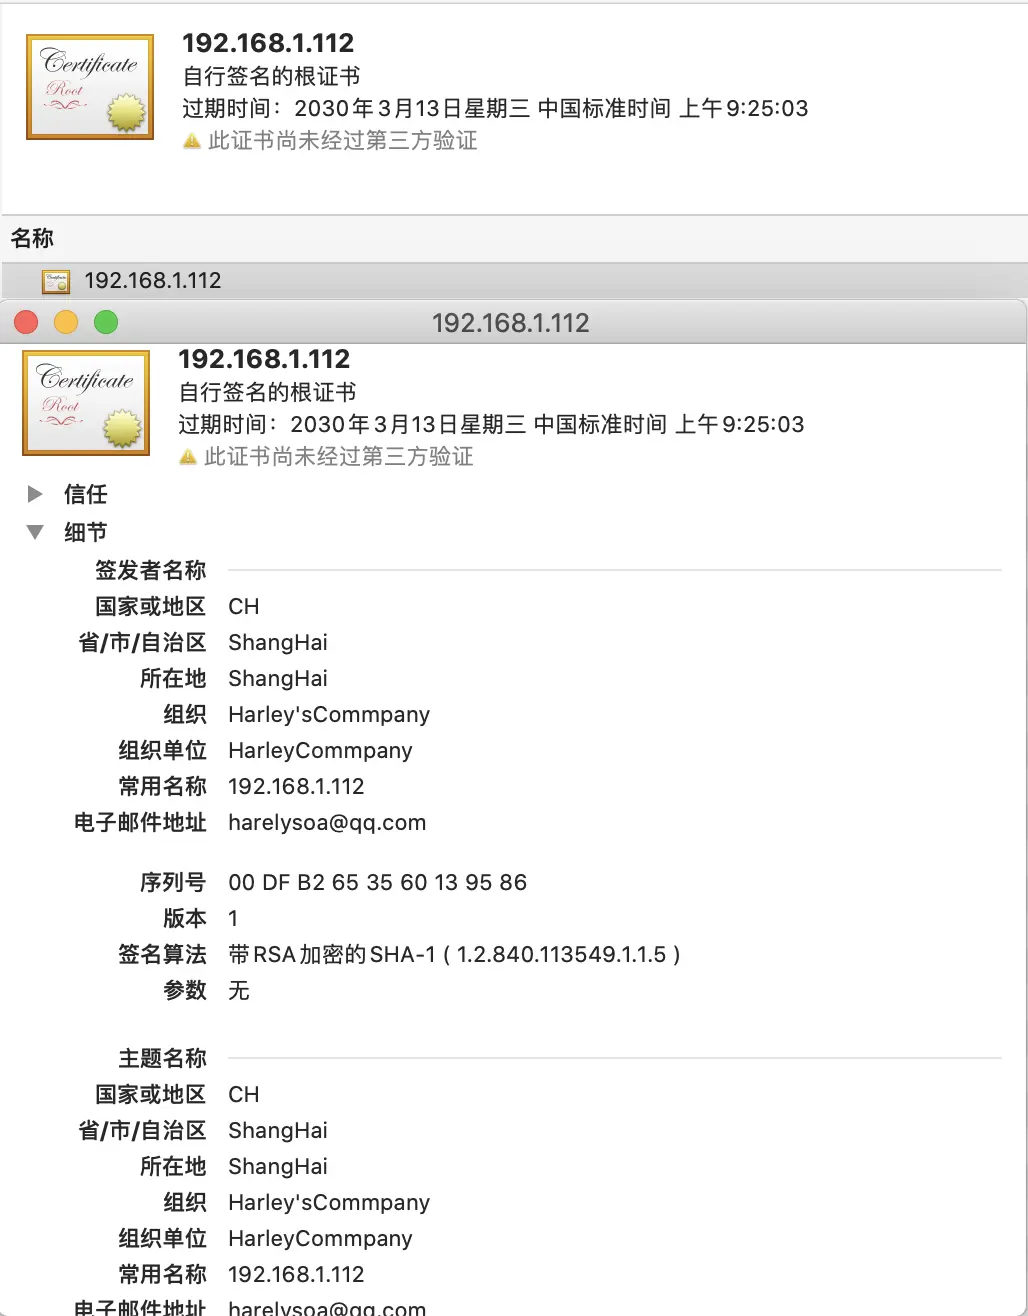 Certificate
Root
192.168.1.112
自行签名的根证书
过期时间：2030年3月13日星期三 中国标准时间 上午9:25:03
此证书尚未经过第三方验证
名称
192.168.1.112
192.168.1.112
Certificate
Root
192.168.1.112
自行签名的根证书
过期时间：2030年3月13日星期三 中国标准时间 上午9:25:03
此证书尚未经过第三方验证
信任
细节
签发者名称
国家或地区 CH
省/市/自治区 ShangHai
所在地 ShangHai
组织 Harley'sCommpany
组织单位 HarleyCommpany
常用名称 192.168.1.112
电子邮件地址 harelysoa@qq.com
序列号 00 DF B2 65 35 60 13 95 86
版本 1
签名算法 带RSA加密的SHA-1 ( 1.2.840.113549.1.1.5 )
参数 无
主题名称
国家或地区 CH
省/市/自治区 ShangHai
所在地 ShangHai
组织 Harley'sCommpany
组织单位 HarleyCommpany
常用名称 192.168.1.112
电子邮件地址 harelysoa@qq.com